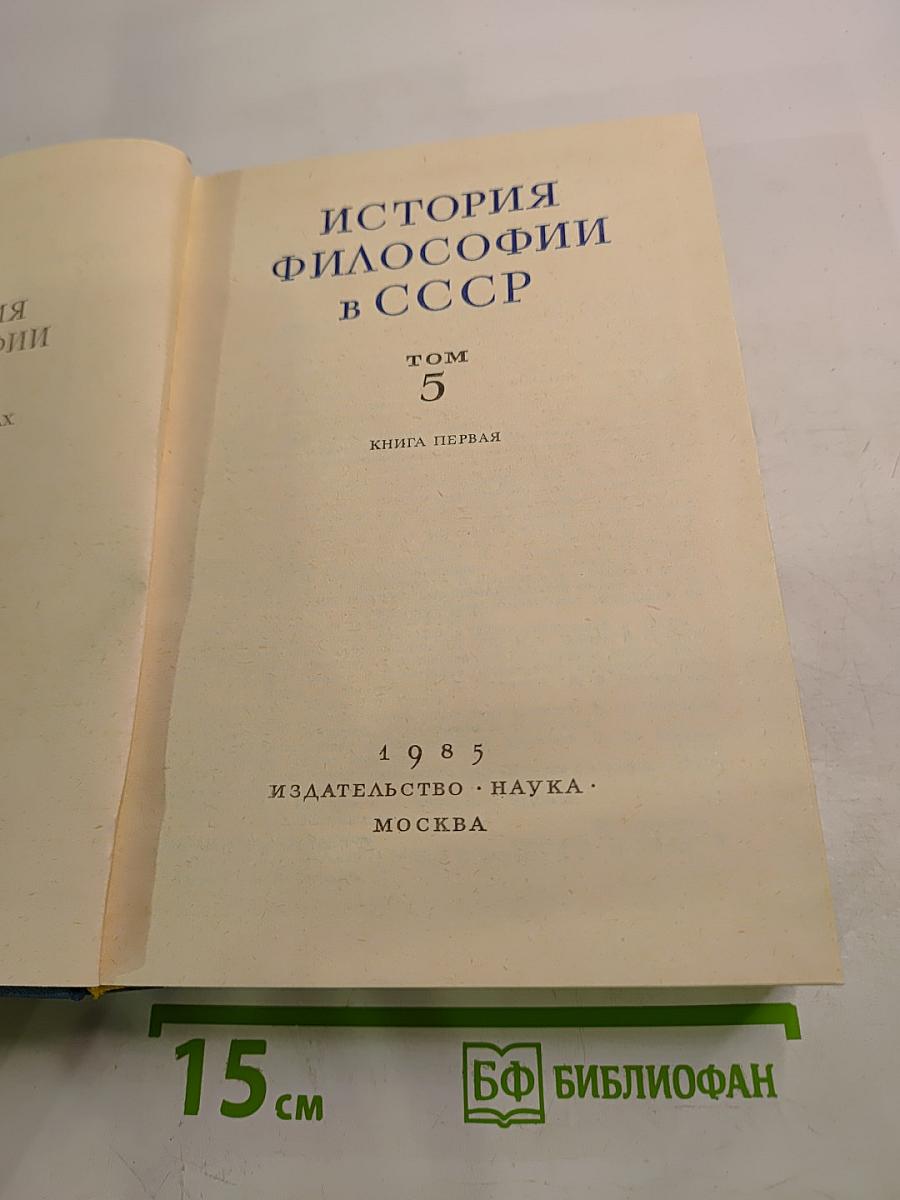 ИСТОРИЯ
ФИЛОСОФИИ
в СССР
ТОМ
5
КНИГА ПЕРВАЯ
1985
ИЗДАТЕЛЬСТВО · НАУКА ·
МОСКВА
15 см
БФ БИБЛИОФАН